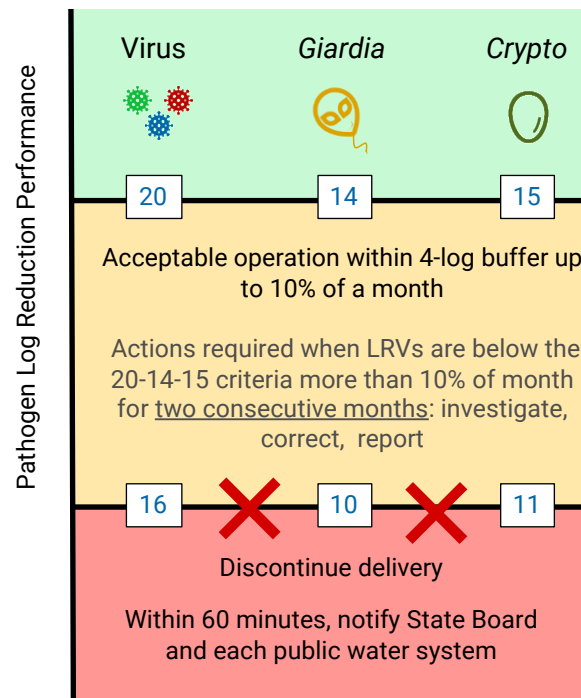 Pathogen Log Reduction Performance
Virus
Giardia
Crypto
20
14
15
Acceptable operation within 4-log buffer up
to 10% of a month
Actions required when LRVs are below the
20-14-15 criteria more than 10% of month
for two consecutive months: investigate,
correct, report
16
10
11
Discontinue delivery
Within 60 minutes, notify State Board
and each public water system